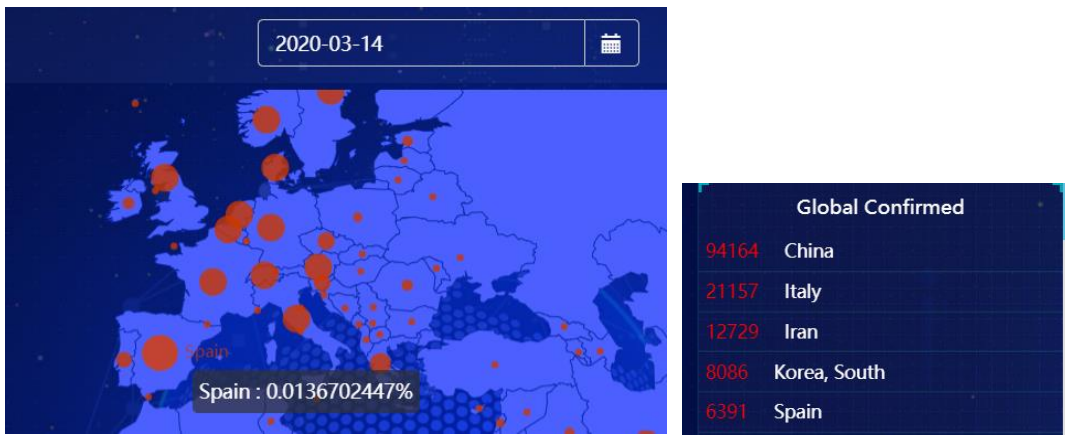 2020-03-14
Spain
Spain : 0.0136702447%
Global Confirmed
94164 China
21157 Italy
12729 Iran
8086 Korea, South
6391 Spain